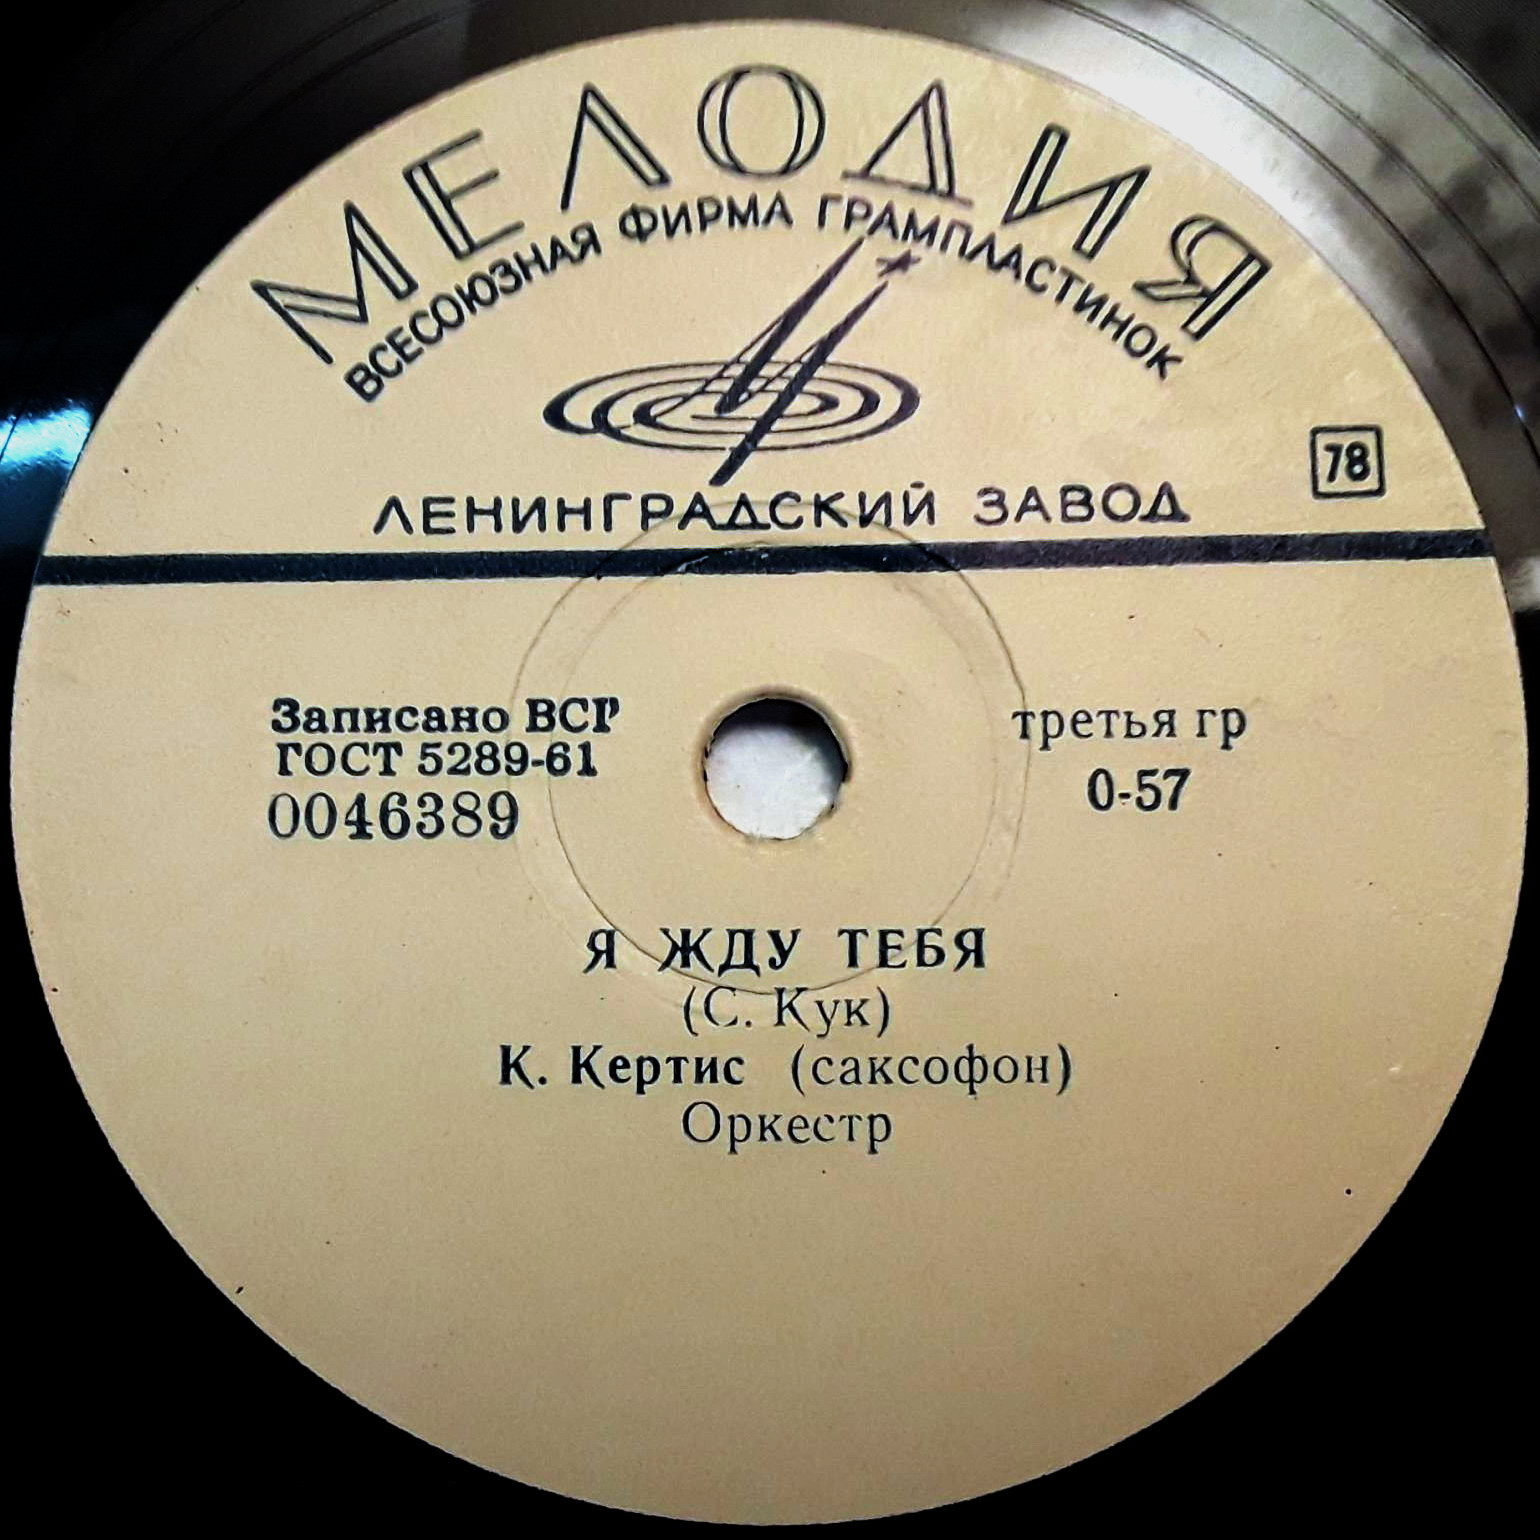 МЕЛОДИЯ
ВСЕСОЮЗНАЯ ФИРМА ГРАМПЛАСТИНОК
78
ЛЕНИНГРАДСКИЙ ЗАВОД
Записано ВСГ
ГОСТ 5289-61
0046389
третья гр
0-57
Я ЖДУ ТЕБЯ
(С. Кук)
К. Кертис (саксофон)
Оркестр